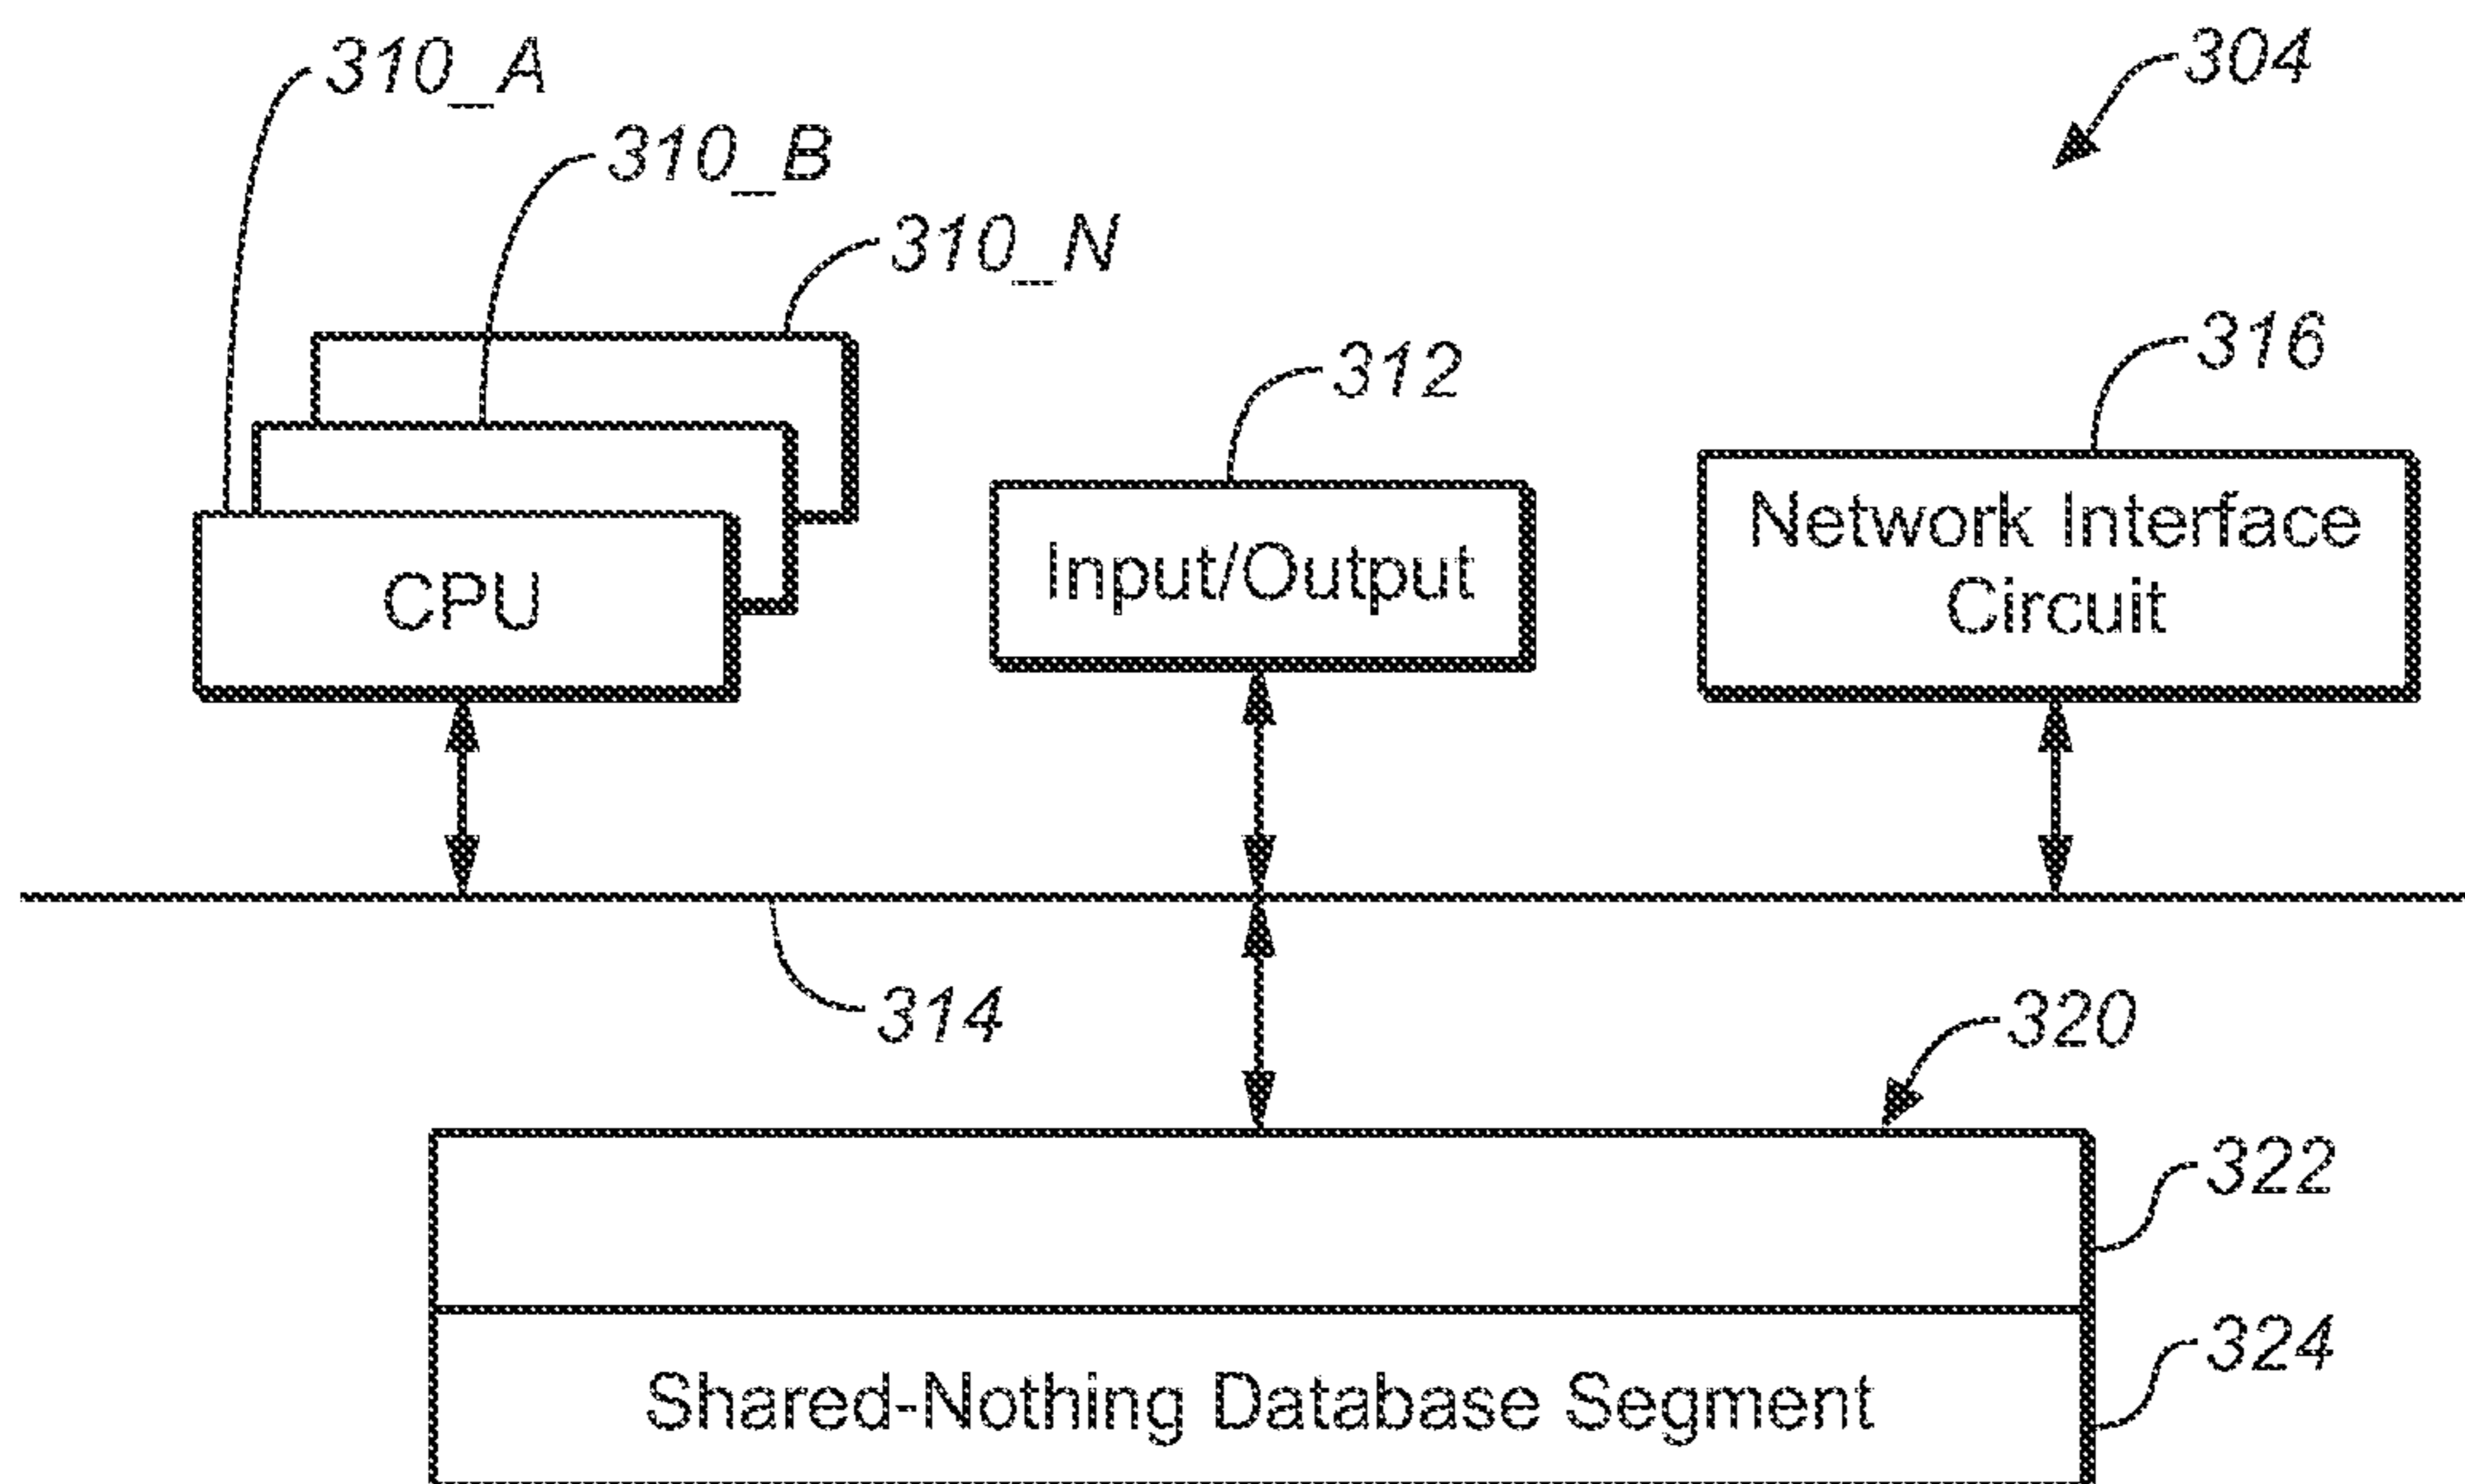 310_A
304
310_B
310_N
312
316
Network Interface
Circuit
Input/Output
CPU
314
320
322
324
Shared-Nothing Database Segment